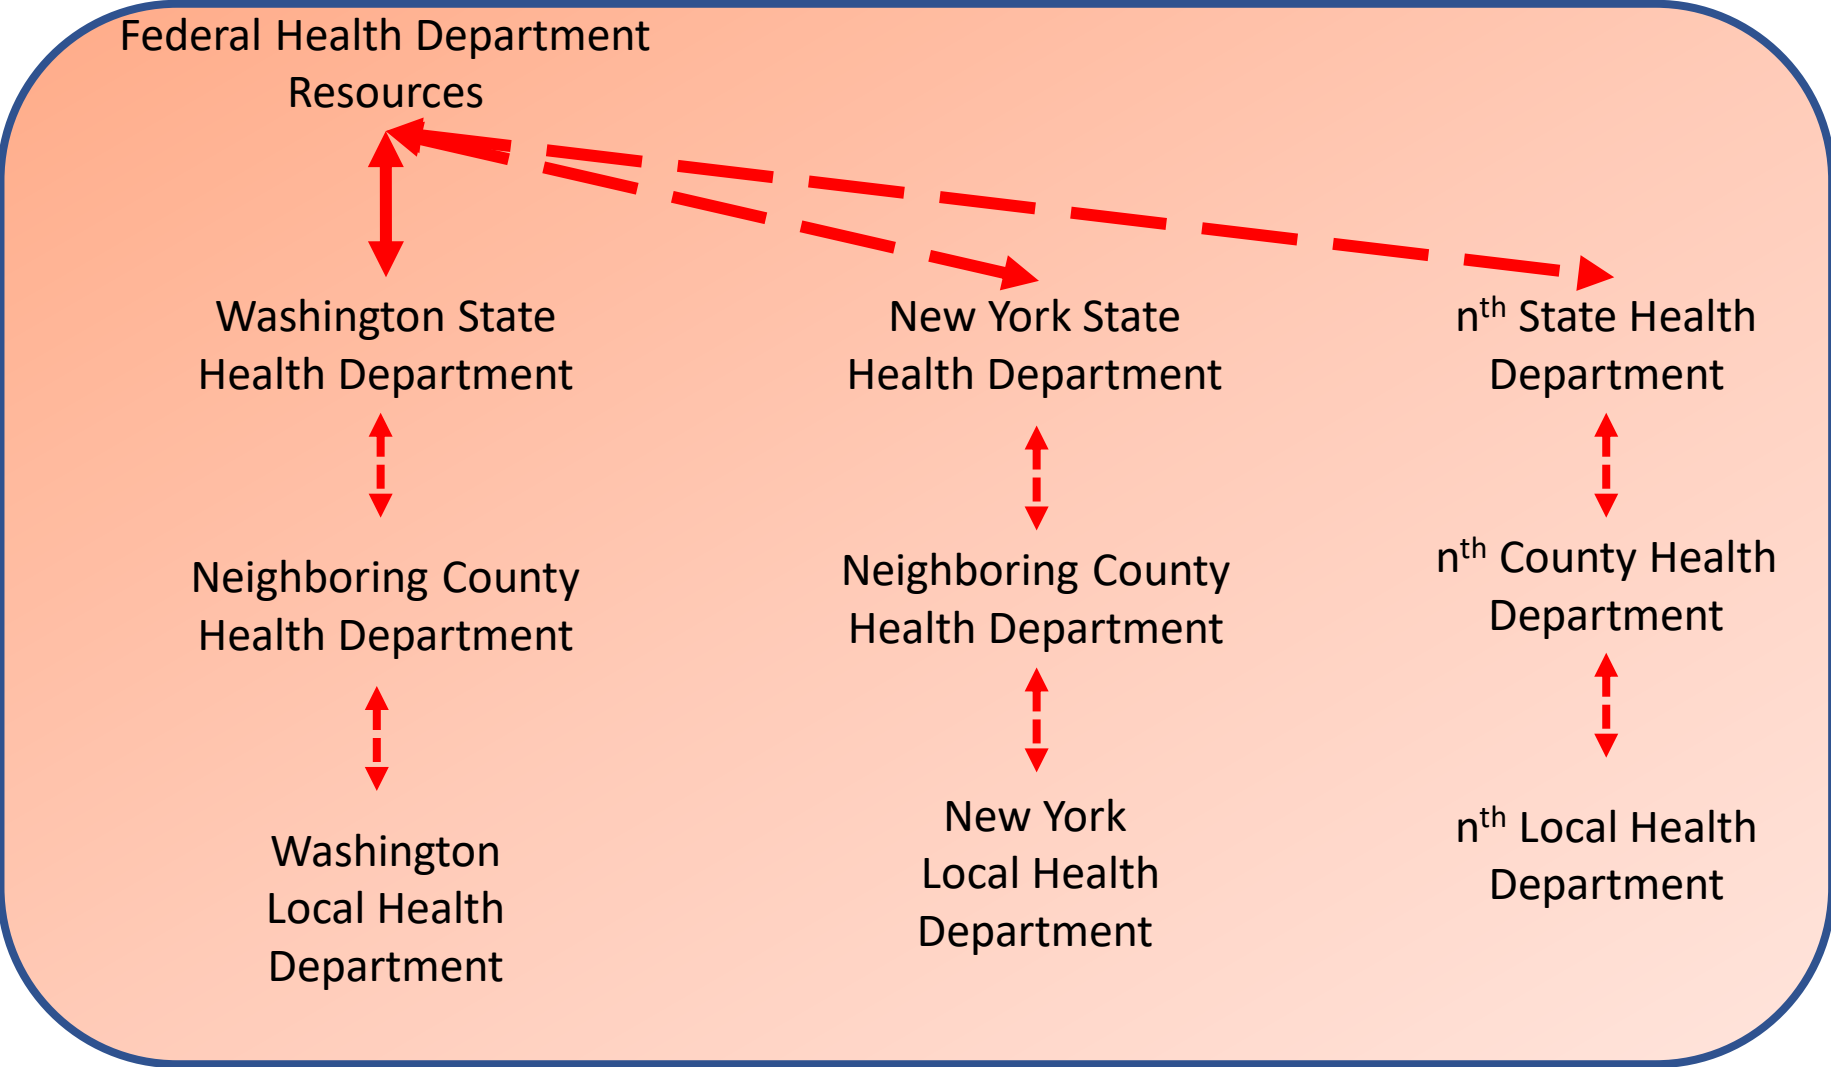 Federal Health Department
Resources
Washington State
Health Department
New York State
Health Department
nth State Health
Department
Neighboring County
Health Department
Neighboring County
Health Department
nth County Health
Department
Washington
Local Health
Department
New York
Local Health
Department
nth Local Health
Department